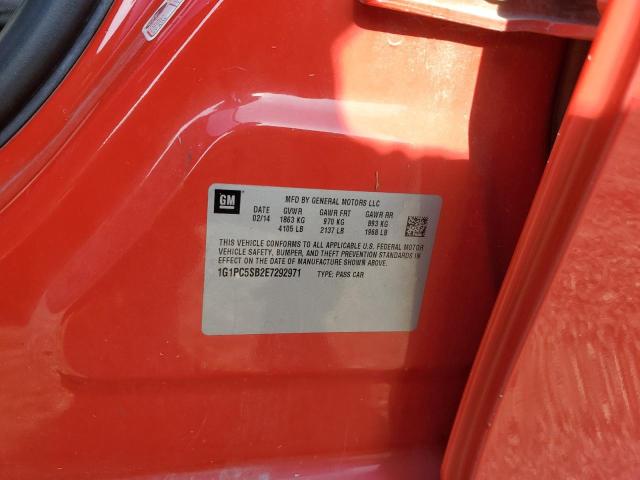 GM
MFD BY GENERAL MOTORS LLC
DATE GVWR GAWR FRT GAWR RR
02/14 1863 KG 970 KG 893 KG
4105 LB 2137 LB 1968 LB
THIS VEHICLE CONFORMS TO ALL APPLICABLE U.S. FEDERAL MOTOR
VEHICLE SAFETY, BUMPER, AND THEFT PREVENTION STANDARDS IN
EFFECT ON THE DATE OF MANUFACTURE SHOWN ABOVE.
1G1PC5SB2E7292971 TYPE: PASS CAR